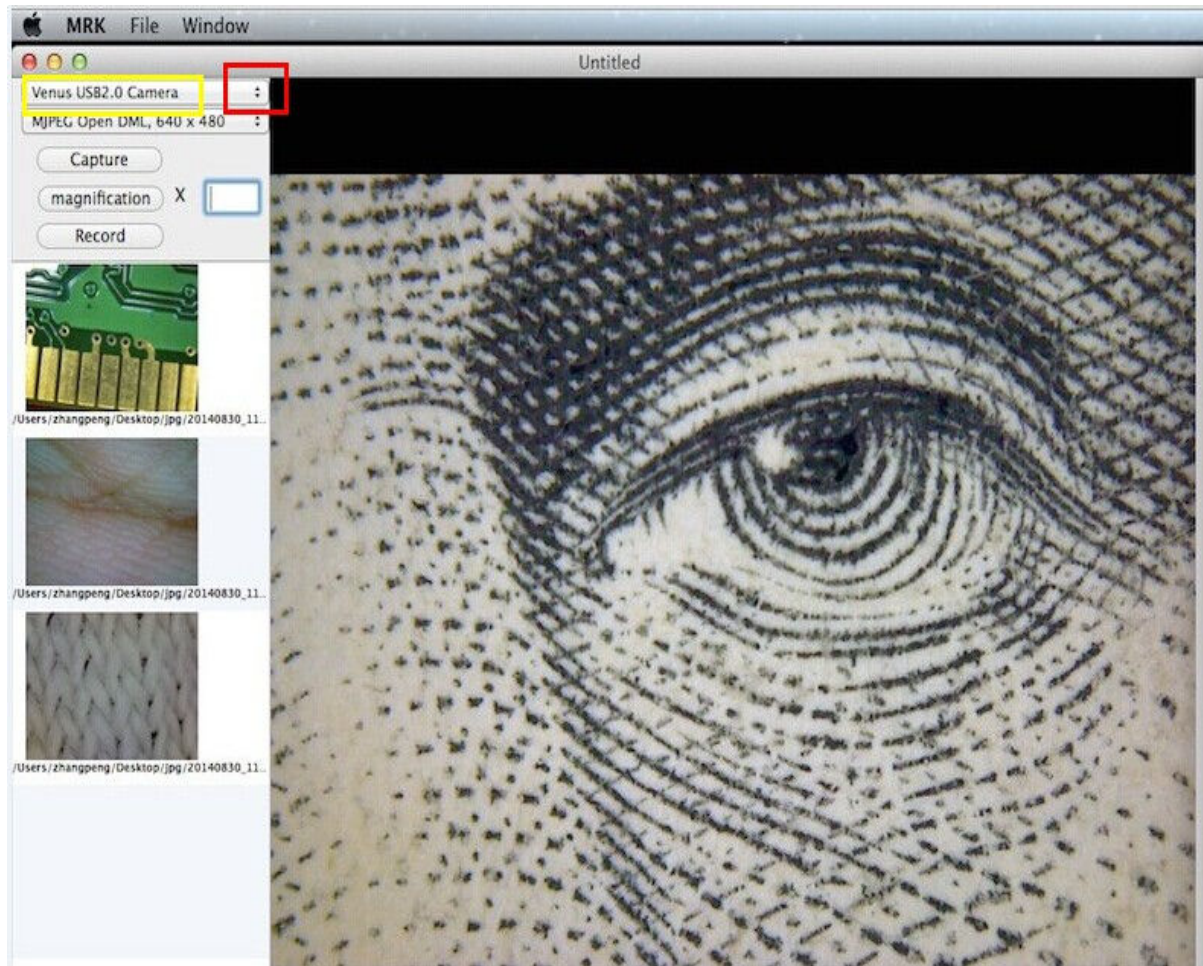 MRK File Window
Untitled
Venus USB2.0 Camera
MJPEG Open DML, 640 x 480
Capture
magnification X
Record
/Users/zhangpeng/Desktop/jpg/20140830_11...
/Users/zhangpeng/Desktop/jpg/20140830_11...
/Users/zhangpeng/Desktop/jpg/20140830_11...